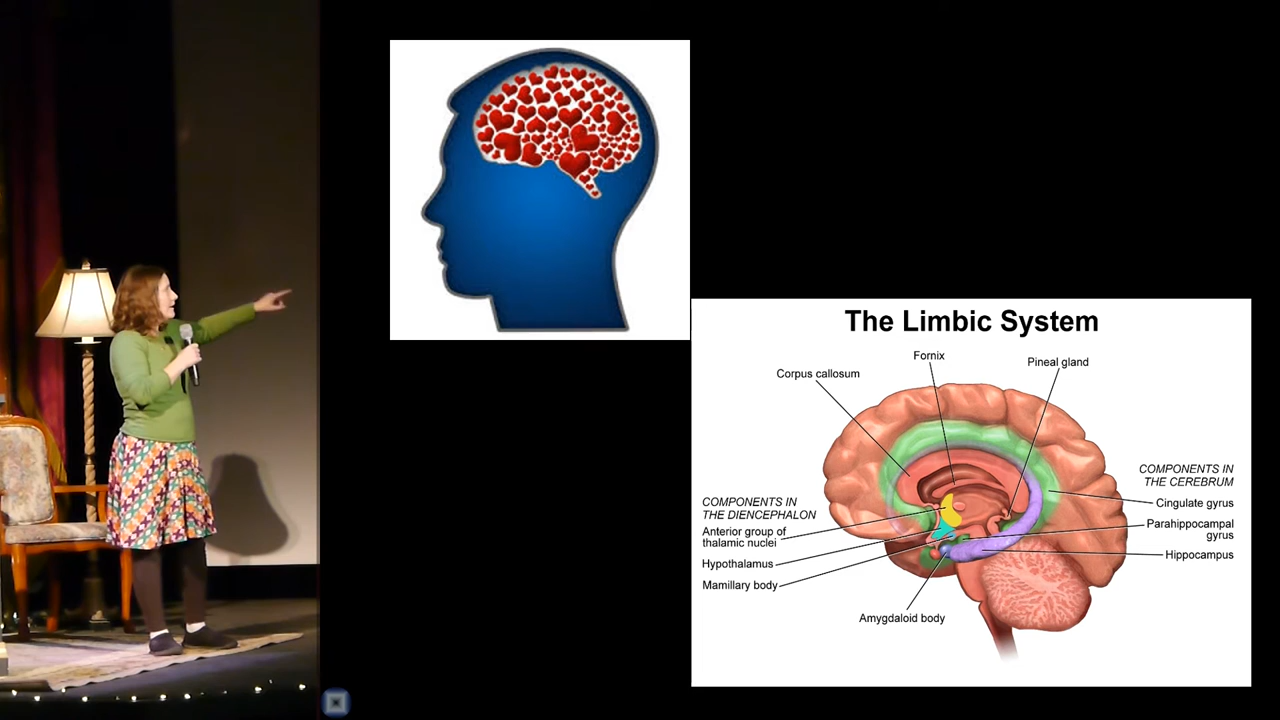 The Limbic System
Fornix
Pineal gland
Corpus callosum
COMPONENTS IN
THE CEREBRUM
Cingulate gyrus
COMPONENTS IN
THE DIENCEPHALON
Parahippocampal
gyrus
Anterior group of
thalamic nuclei
Hippocampus
Hypothalamus
Mamillary body
Amygdaloid body